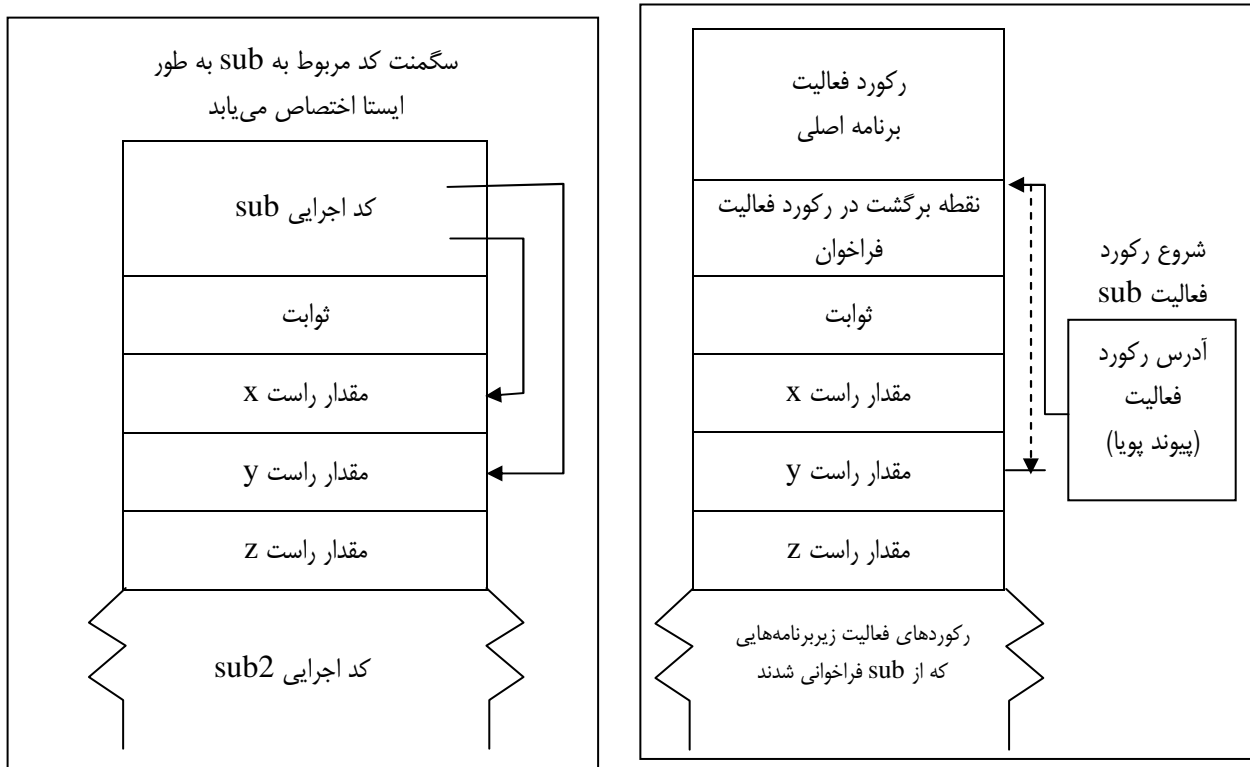 سگمنت کد مربوط به sub به طور
ایستا اختصاص می‌یابد
کد اجرایی sub
ثوابت
مقدار راست x
مقدار راست y
مقدار راست z
کد اجرایی sub2
رکورد فعالیت
برنامه اصلی
نقطه برگشت در رکورد فعالیت
فراخوان
ثوابت
مقدار راست x
مقدار راست y
مقدار راست z
رکوردهای فعالیت زیربرنامه‌هایی
که از sub فراخوانی شدند
شروع رکورد
فعالیت sub
آدرس رکورد
فعالیت
(پیوند پویا)